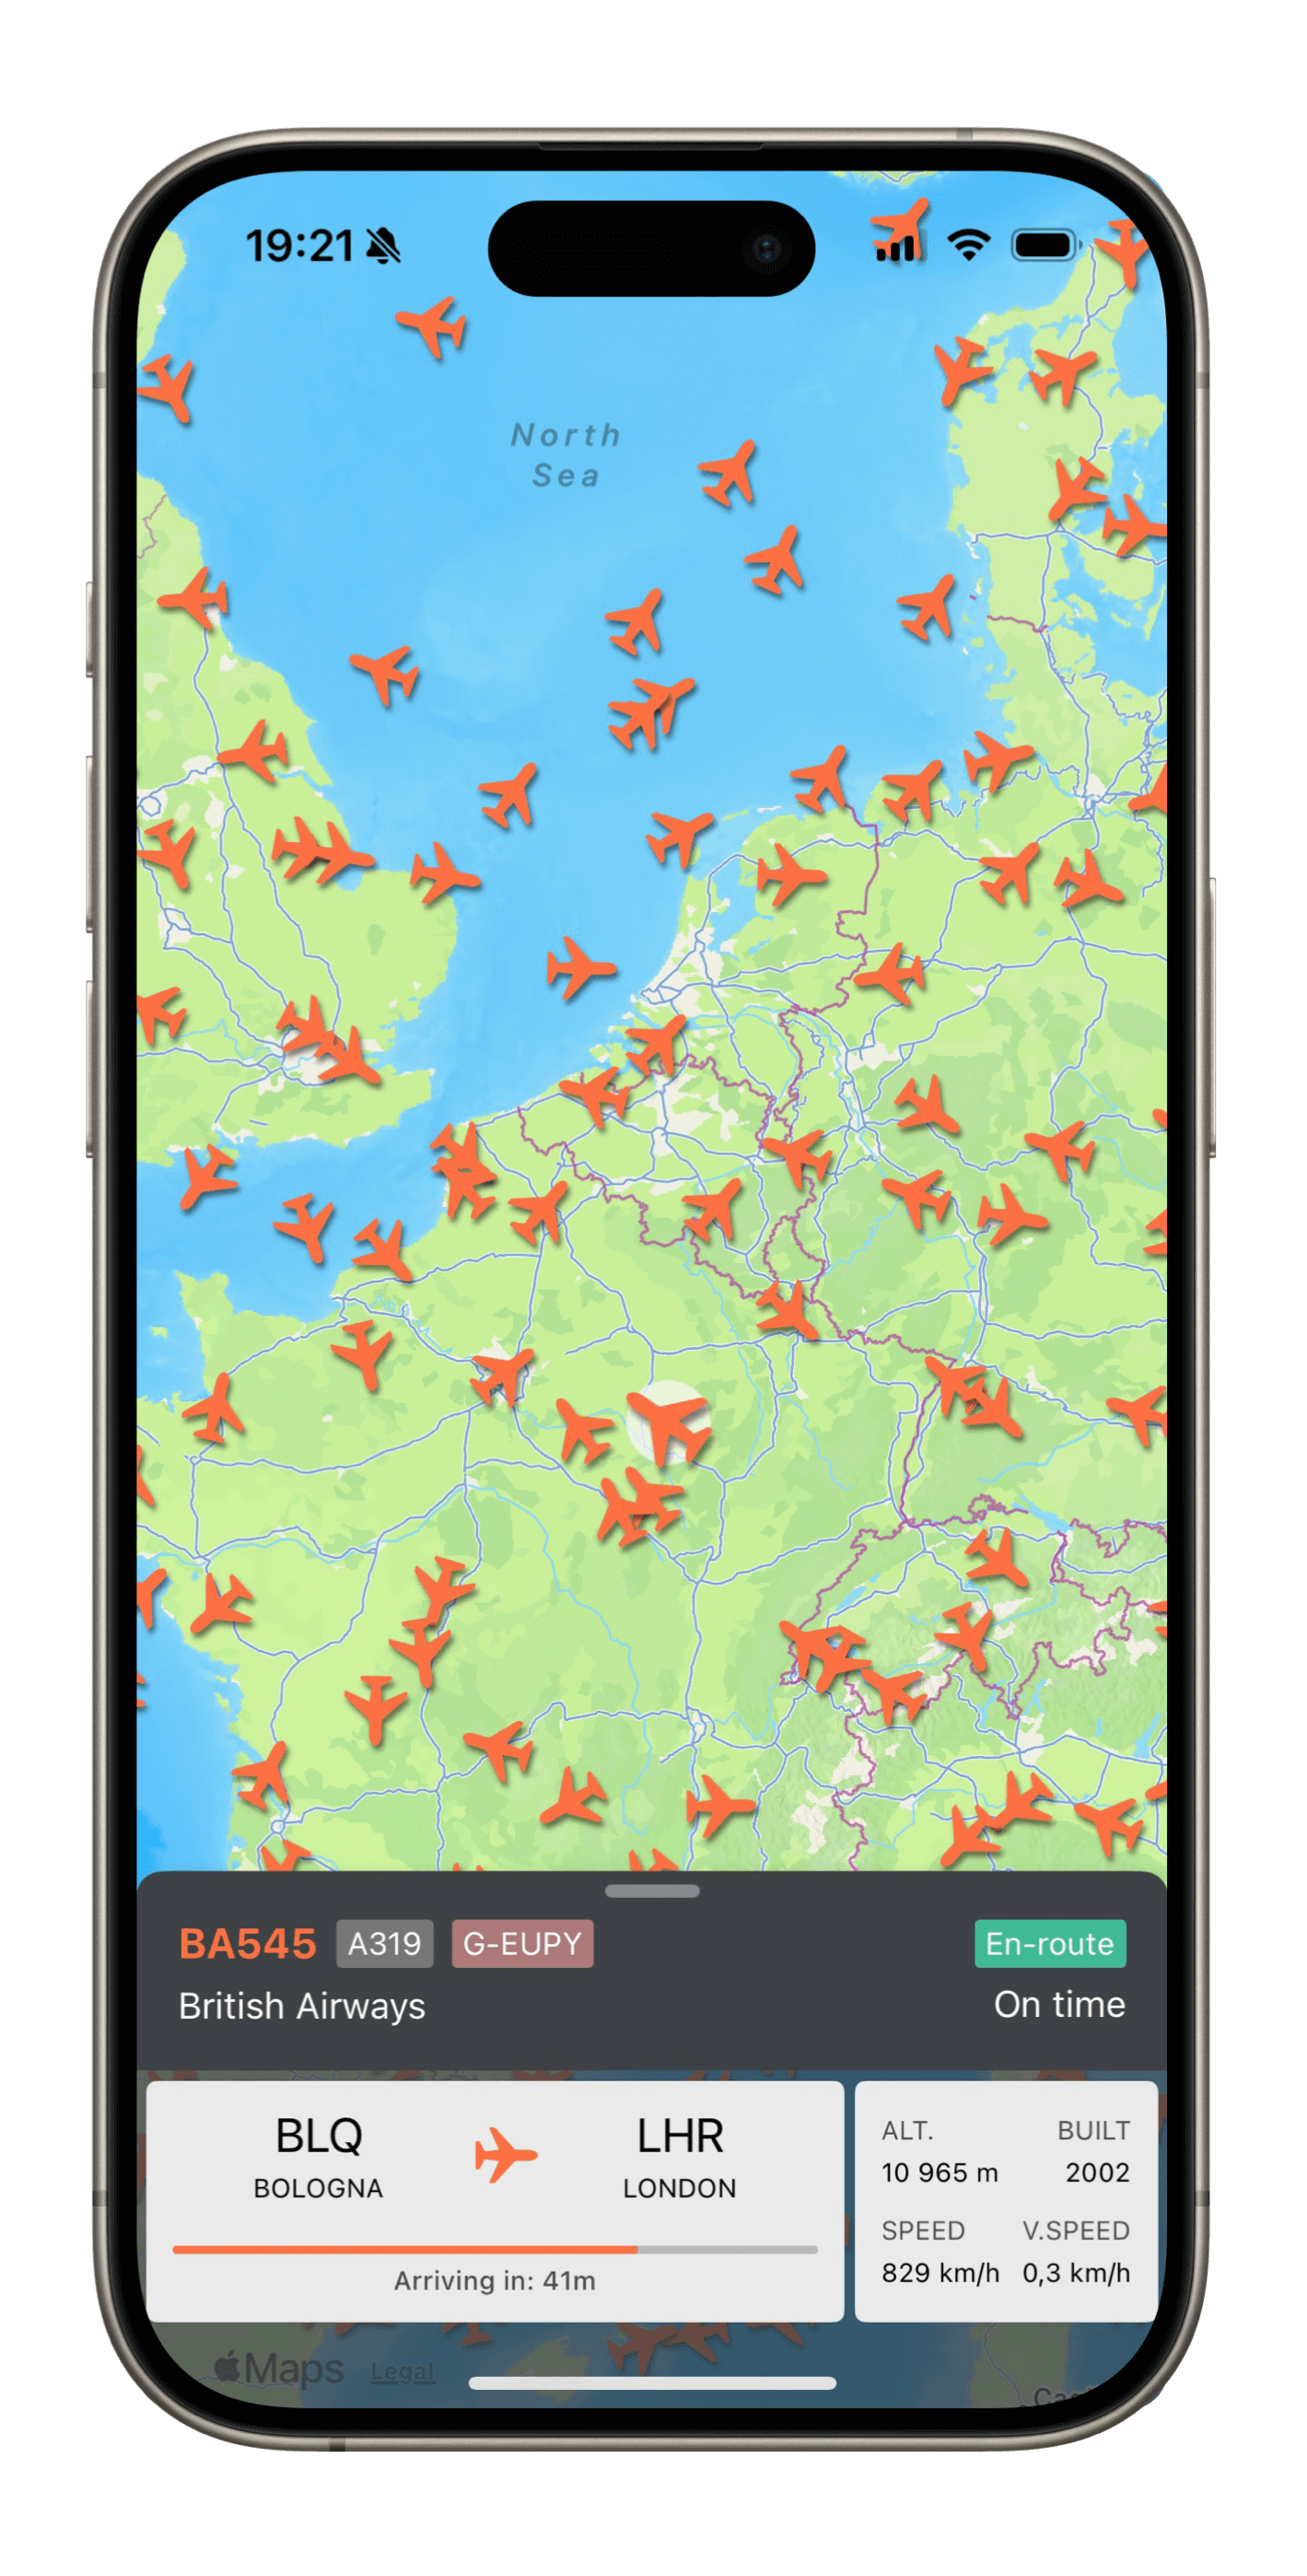 19:21
North
Sea
BA545 A319 G-EUPY En-route
British Airways On time
BLQ LHR
BOLOGNA LONDON
Arriving in: 41m
ALT. BUILT
10 965 m 2002
SPEED V.SPEED
829 km/h 0,3 km/h
Maps Legal